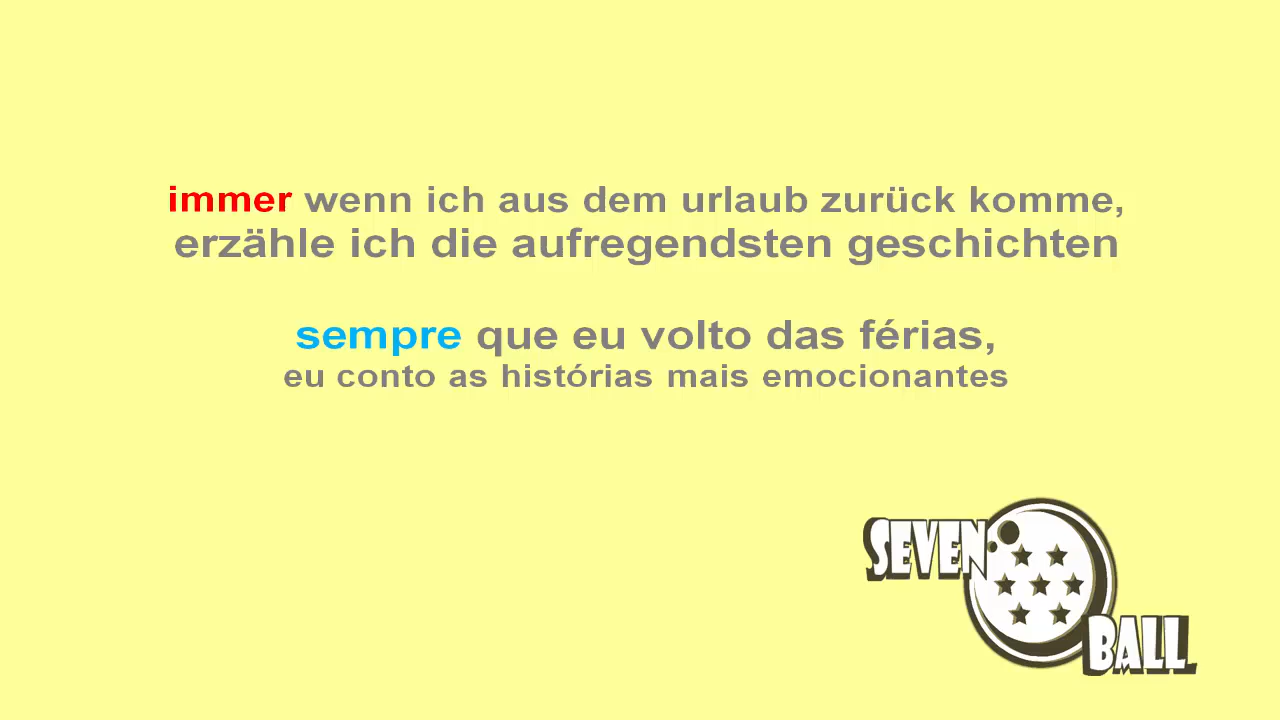 immer wenn ich aus dem urlaub zurück komme,
erzähle ich die aufregendsten geschichten
sempre que eu volto das férias,
eu conto as histórias mais emocionantes
SEVEN
BALL